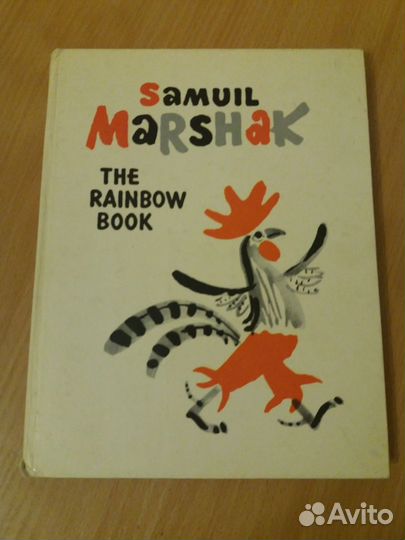 SAMUIL
MARSHAK
THE
RAINBOW
BOOK
Avito